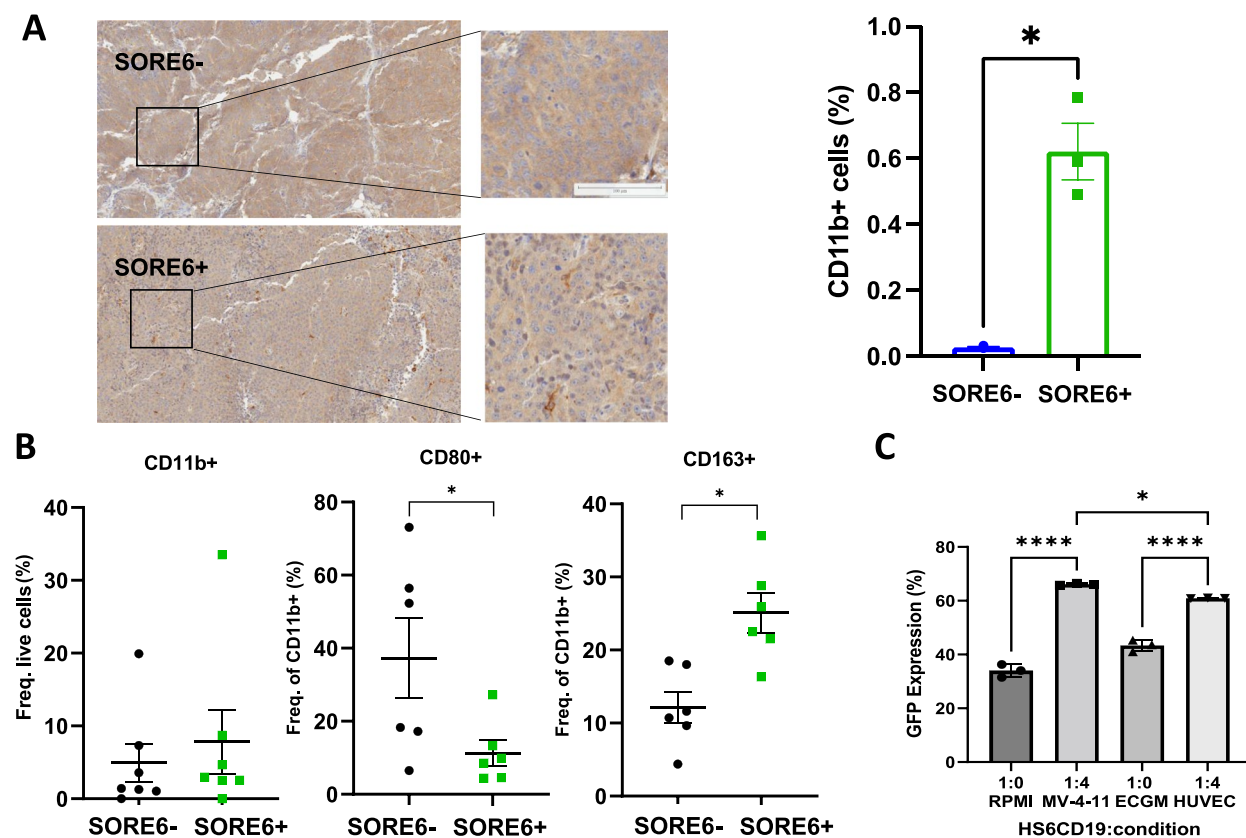 A
SORE6-
SORE6+
CD11b+ cells (%)
*
1.0
0.8
0.6
0.4
0.2
0.0
SORE6-
SORE6+
B
CD11b+
Freq. live cells (%)
40
30
20
10
0
SORE6-
SORE6+
CD80+
Freq. of CD11b+ (%)
*
80
60
40
20
0
SORE6-
SORE6+
CD163+
Freq. of CD11b+ (%)
*
40
30
20
10
0
SORE6-
SORE6+
C
GFP Expression (%)
*
**** ****
80
60
40
20
0
1:0 1:4 1:0 1:4
RPMI MV-4-11 ECGM HUVEC
HS6CD19:condition